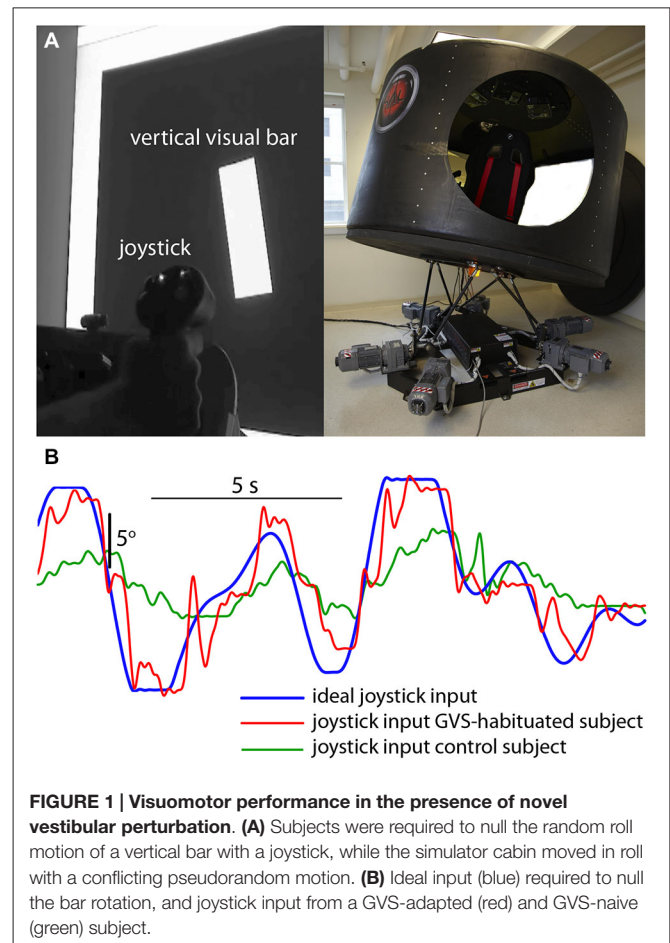 A
vertical visual bar
joystick
B
5 s
5°
ideal joystick input
joystick input GVS-habituated subject
joystick input control subject
FIGURE 1 | Visuomotor performance in the presence of novel
vestibular perturbation. (A) Subjects were required to null the random roll
motion of a vertical bar with a joystick, while the simulator cabin moved in roll
with a conflicting pseudorandom motion. (B) Ideal input (blue) required to null
the bar rotation, and joystick input from a GVS-adapted (red) and GVS-naive
(green) subject.